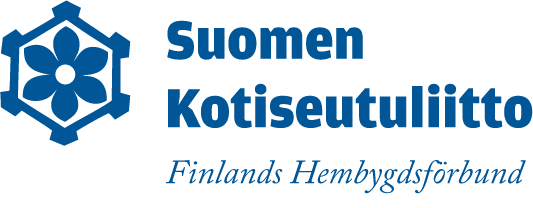 Suomen
Kotiseutuliitto
Finlands Hembygdsförbund